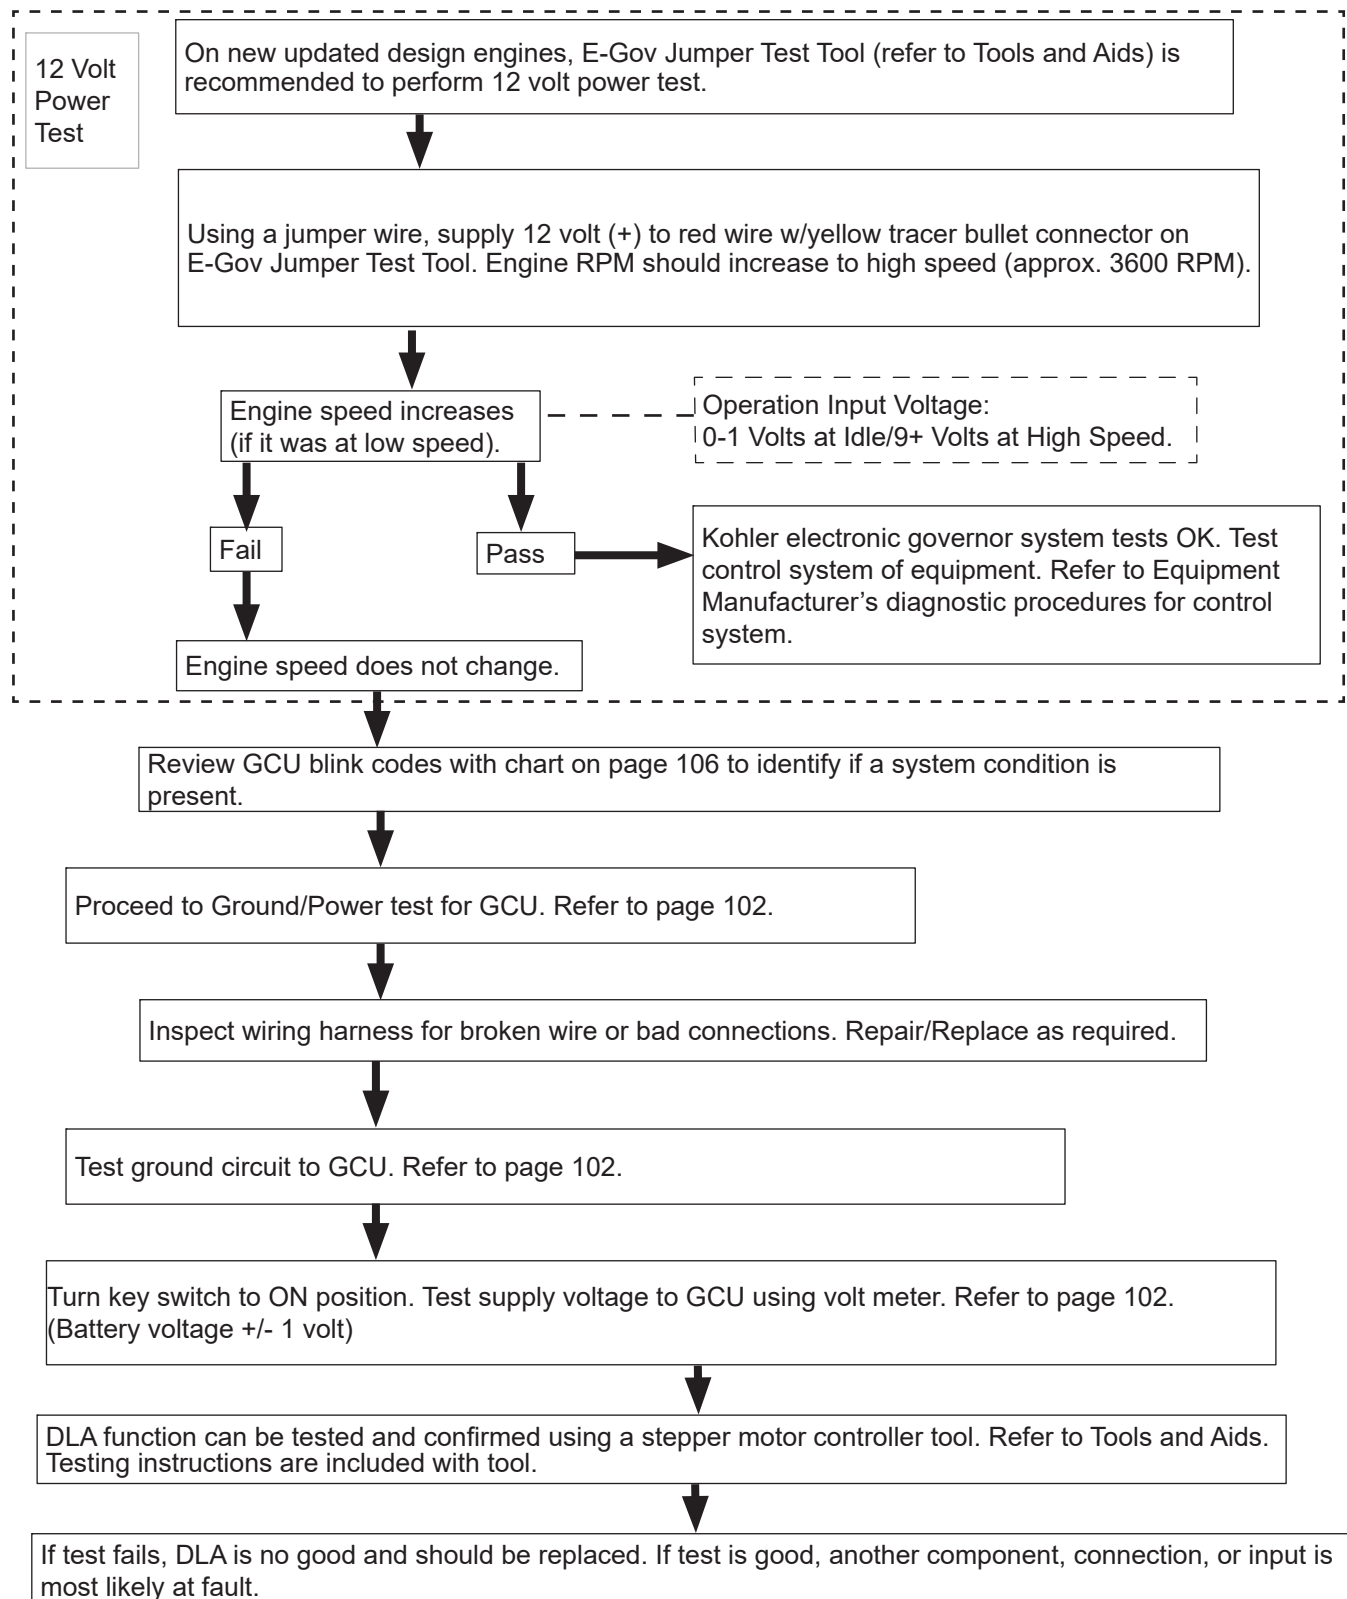 12 Volt
Power
Test
On new updated design engines, E-Gov Jumper Test Tool (refer to Tools and Aids) is
recommended to perform 12 volt power test.
Using a jumper wire, supply 12 volt (+) to red wire w/yellow tracer bullet connector on
E-Gov Jumper Test Tool. Engine RPM should increase to high speed (approx. 3600 RPM).
Engine speed increases
(if it was at low speed).
Operation Input Voltage:
0-1 Volts at Idle/9+ Volts at High Speed.
Fail
Pass
Kohler electronic governor system tests OK. Test
control system of equipment. Refer to Equipment
Manufacturer’s diagnostic procedures for control
system.
Engine speed does not change.
Review GCU blink codes with chart on page 106 to identify if a system condition is
present.
Proceed to Ground/Power test for GCU. Refer to page 102.
Inspect wiring harness for broken wire or bad connections. Repair/Replace as required.
Test ground circuit to GCU. Refer to page 102.
Turn key switch to ON position. Test supply voltage to GCU using volt meter. Refer to page 102.
(Battery voltage +/- 1 volt)
DLA function can be tested and confirmed using a stepper motor controller tool. Refer to Tools and Aids.
Testing instructions are included with tool.
If test fails, DLA is no good and should be replaced. If test is good, another component, connection, or input is
most likely at fault.